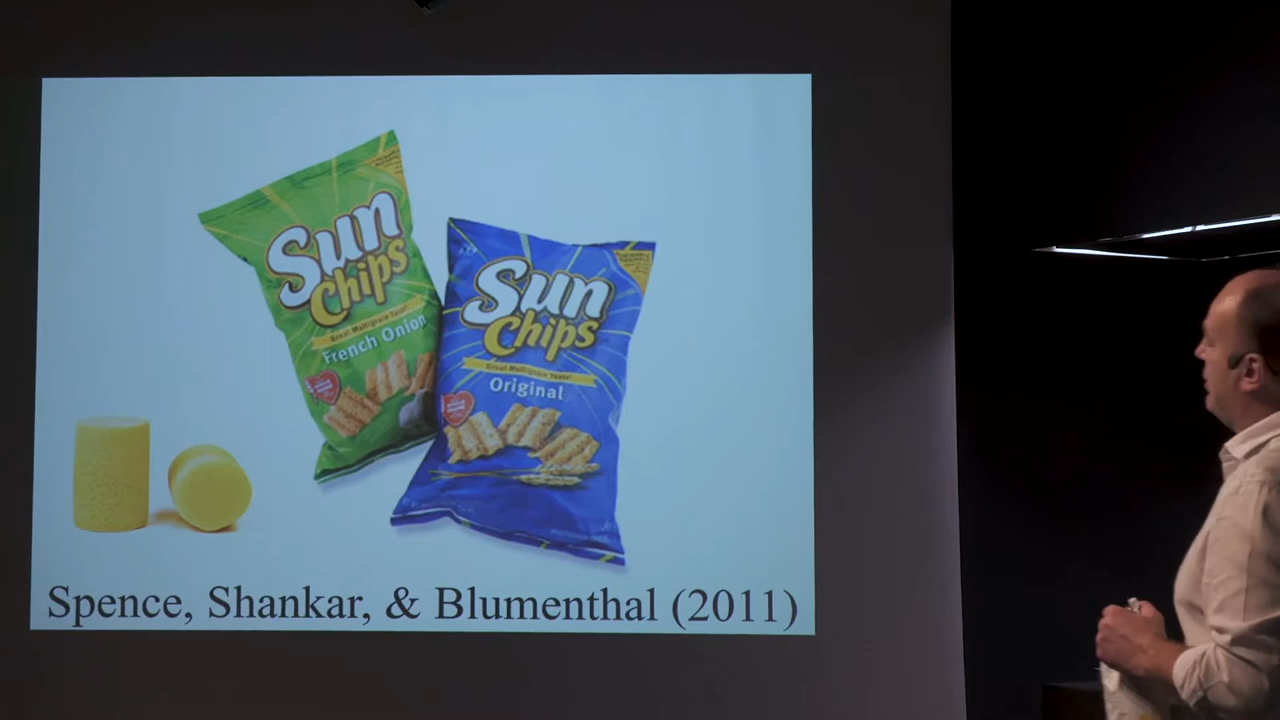 Sun
Chips
Great Multigrain Taste!
French Onion
Sun
Chips
Great Multigrain Taste!
Original
Spence, Shankar, & Blumenthal (2011)